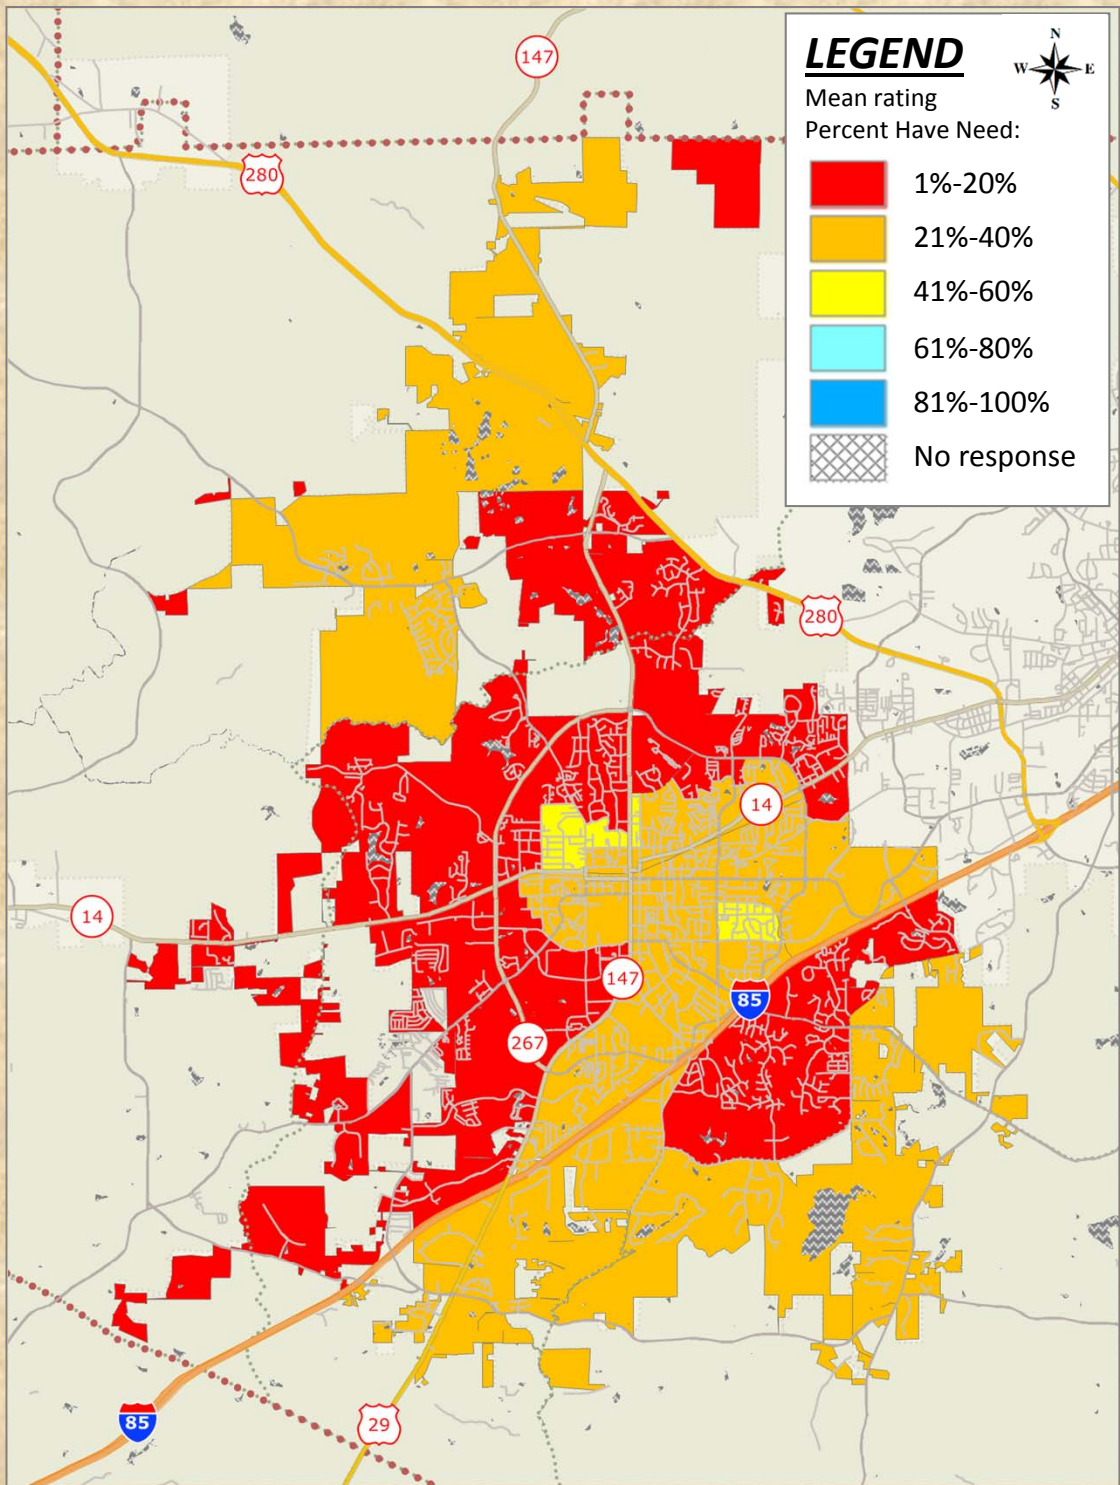 LEGEND
N
W E
S
Mean rating
Percent Have Need:
1%-20%
21%-40%
41%-60%
61%-80%
81%-100%
No response
147
280
280
14
14
147
85
267
85
29